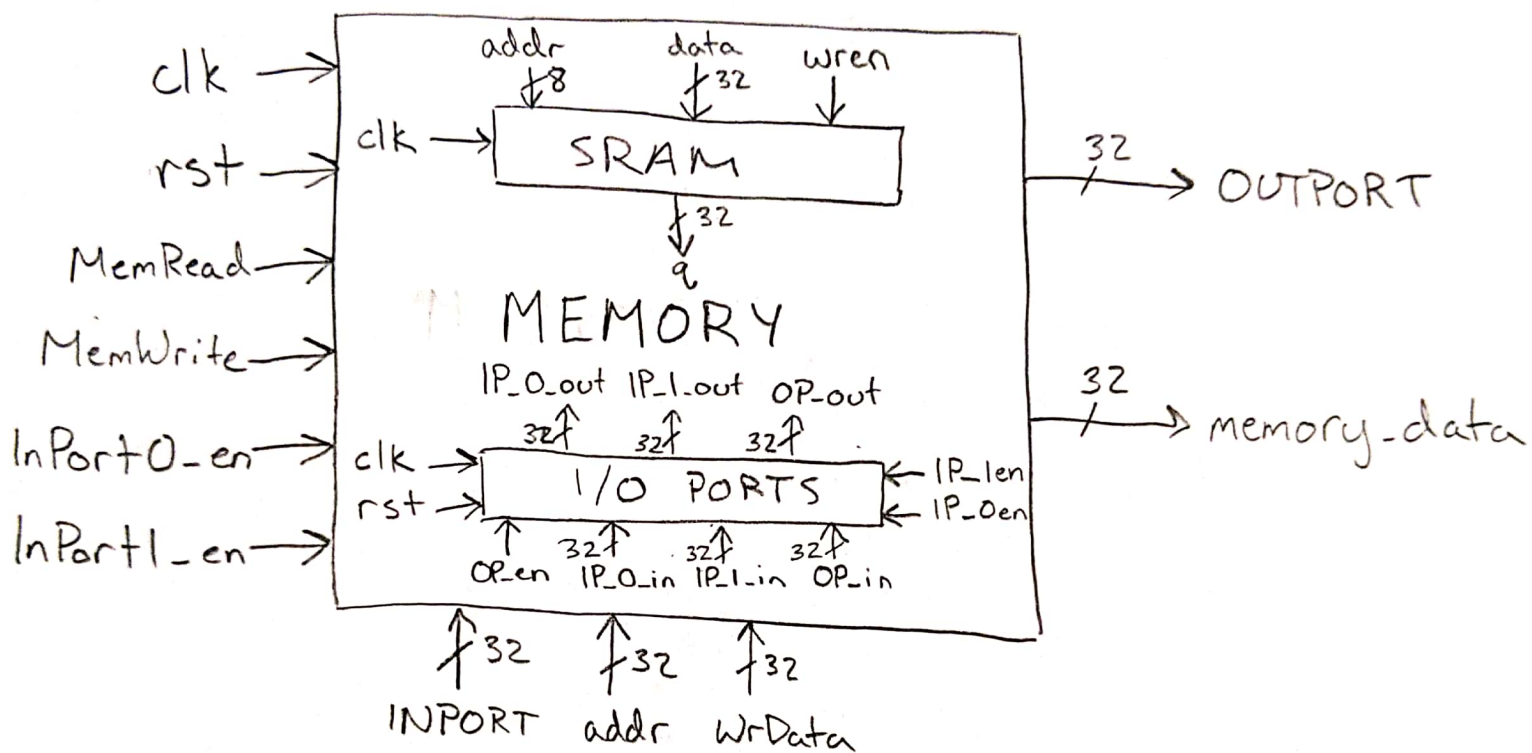 clk
rst
MemRead
MemWrite
InPort0_en
InPort1_en
addr
8
data
32
wren
clk
SRAM
32
q
MEMORY
IP_0_out
IP_1_out
OP_out
32
32
32
clk
rst
I/O PORTS
IP_1en
IP_0en
32
32
32
OP_en
IP_0_in
IP_1_in
OP_in
32
OUTPORT
32
memory_data
32
32
32
INPORT
addr
WrData